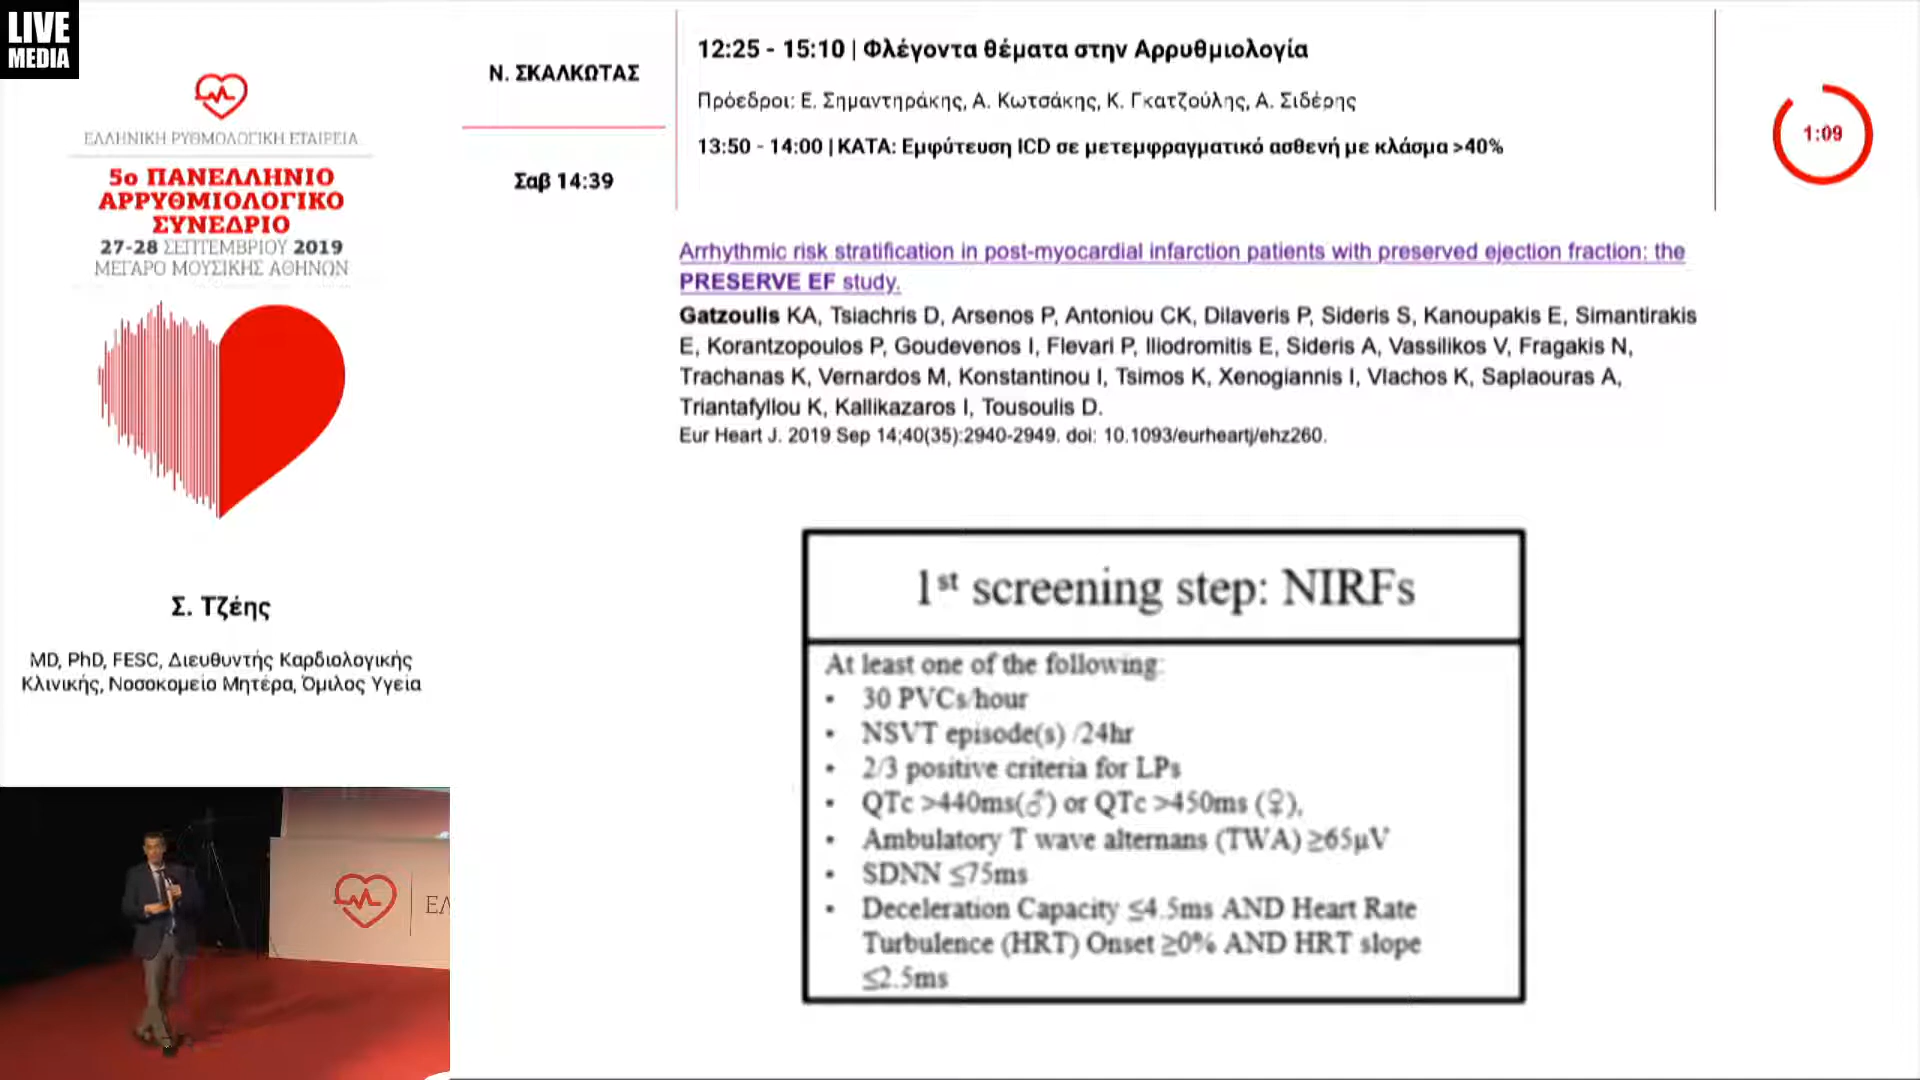 LIVE
MEDIA
ΕΛΛΗΝΙΚΗ ΡΥΘΜΟΛΟΓΙΚΗ ΕΤΑΙΡΕΙΑ
5ο ΠΑΝΕΛΛΗΝΙΟ
ΑΡΡΥΘΜΙΟΛΟΓΙΚΟ
ΣΥΝΕΔΡΙΟ
27-28 ΣΕΠΤΕΜΒΡΙΟΥ 2019
ΜΕΓΑΡΟ ΜΟΥΣΙΚΗΣ ΑΘΗΝΩΝ
Σ. Τζέης
MD, PhD, FESC, Διευθυντής Καρδιολογικής
Κλινικής, Νοσοκομείο Μητέρα, Όμιλος Υγεία
Ν. ΣΚΑΛΚΩΤΑΣ
Σαβ 14:39
12:25 - 15:10 | Φλέγοντα θέματα στην Αρρυθμιολογία
Πρόεδροι: Ε. Σημαντηράκης, Α. Κωτσάκης, Κ. Γκατζούλης, Α. Σιδέρης
13:50 - 14:00 | ΚΑΤΑ: Εμφύτευση ICD σε μετεμφραγματικό ασθενή με κλάσμα >40%
1:09
Arrhythmic risk stratification in post-myocardial infarction patients with preserved ejection fraction: the
PRESERVE EF study.
Gatzoulis KA, Tsiachris D, Arsenos P, Antoniou CK, Dilaveris P, Sideris S, Kanoupakis E, Simantirakis
E, Korantzopoulos P, Goudevenos I, Flevari P, Iliodromitis E, Sideris A, Vassilikos V, Fragakis N,
Trachanas K, Vernardos M, Konstantinou I, Tsimos K, Xenogiannis I, Vlachos K, Saplaouras A,
Triantafyllou K, Kallikazaros I, Tousoulis D.
Eur Heart J. 2019 Sep 14;40(35):2940-2949. doi: 10.1093/eurheartj/ehz260.
1st screening step: NIRFs
At least one of the following:
• 30 PVCs/hour
• NSVT episode(s) /24hr
• 2/3 positive criteria for LPs
• QTc >440ms(♂) or QTc >450ms (♀),
• Ambulatory T wave alternans (TWA) ≥65μV
• SDNN ≤75ms
• Deceleration Capacity ≤4.5ms AND Heart Rate
Turbulence (HRT) Onset ≥0% AND HRT slope
≤2.5ms
ΕΛ